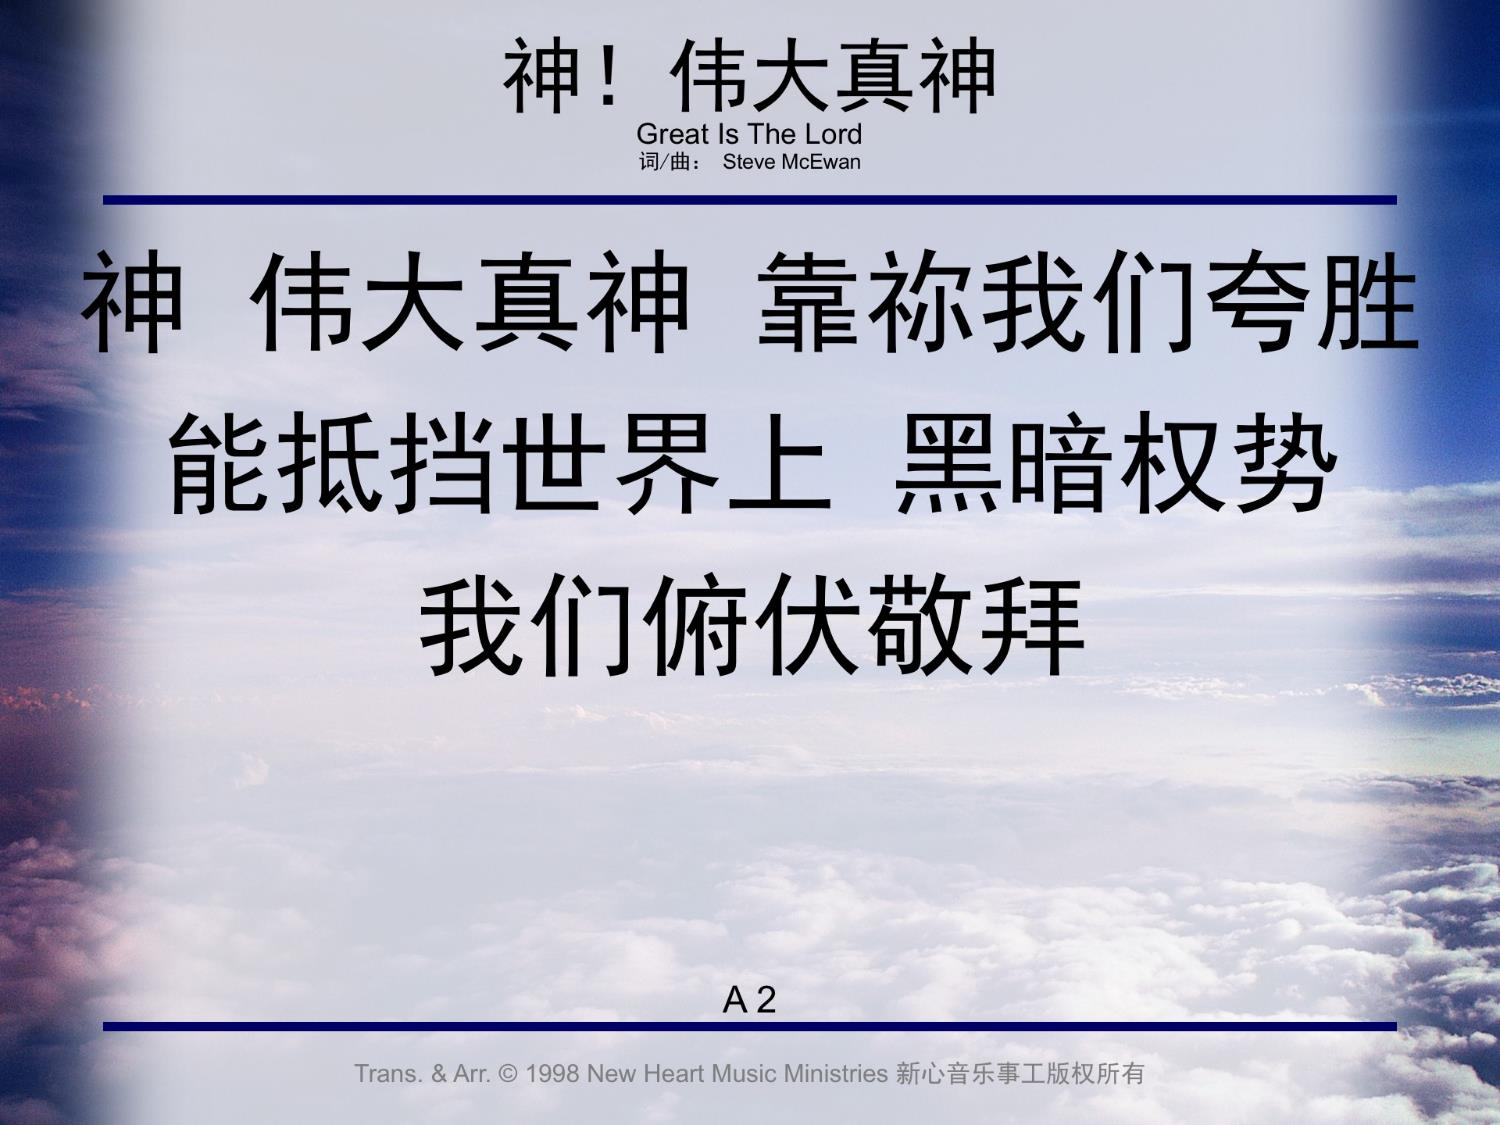 神！伟大真神
Great Is The Lord
词/曲： Steve McEwan
神 伟大真神 靠祢我们夸胜
能抵挡世界上 黑暗权势
我们俯伏敬拜
A 2
Trans. & Arr. © 1998 New Heart Music Ministries 新心音乐事工版权所有